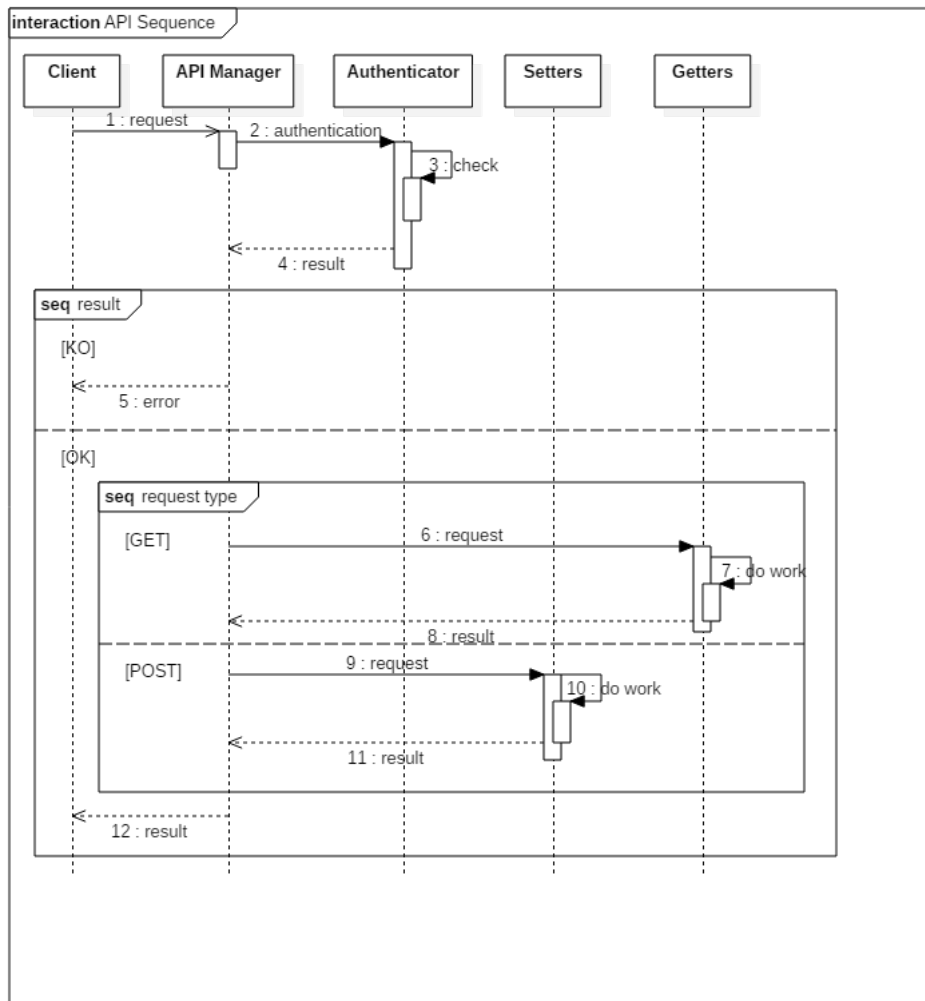 interaction API Sequence
Client
API Manager
Authenticator
Setters
Getters
1 : request
2 : authentication
3 : check
4 : result
seq result
[KO]
5 : error
[OK]
seq request type
[GET]
6 : request
7 : do work
8 : result
[POST]
9 : request
10 : do work
11 : result
12 : result